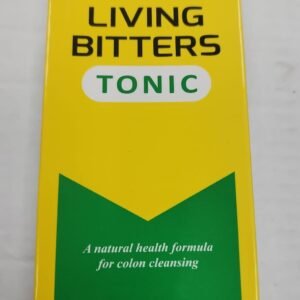 LIVING
BITTERS
TONIC
A natural health formula
for colon cleansing